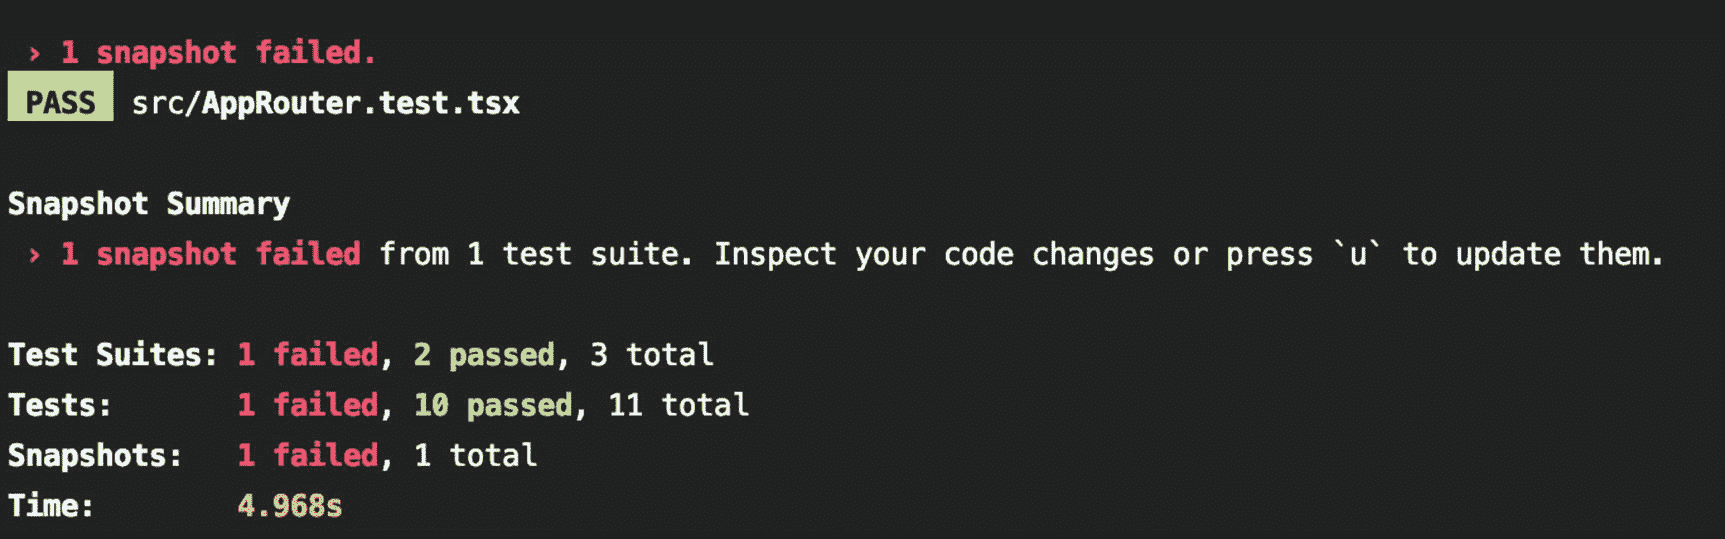 › 1 snapshot failed.
PASS src/AppRouter.test.tsx
Snapshot Summary
› 1 snapshot failed from 1 test suite. Inspect your code changes or press `u` to update them.
Test Suites: 1 failed, 2 passed, 3 total
Tests: 1 failed, 10 passed, 11 total
Snapshots: 1 failed, 1 total
Time: 4.968s